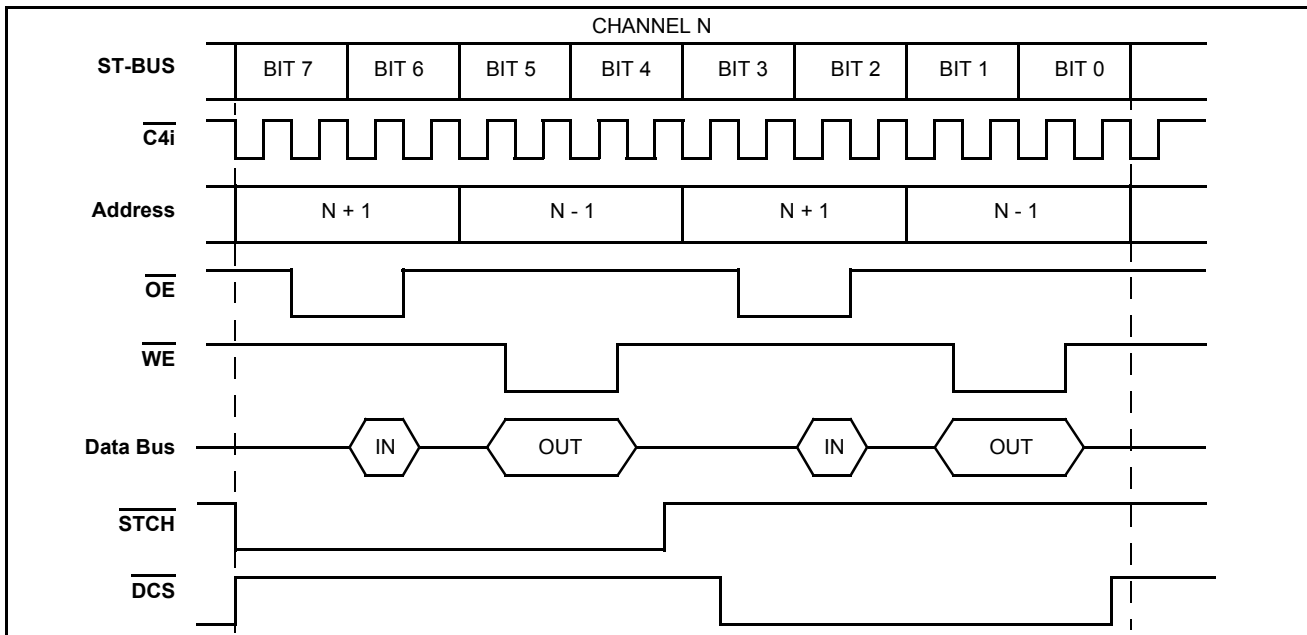 CHANNEL N
ST-BUS BIT 7 BIT 6 BIT 5 BIT 4 BIT 3 BIT 2 BIT 1 BIT 0
C4i
Address N + 1 N - 1 N + 1 N - 1
OE
WE
Data Bus IN OUT IN OUT
STCH
DCS